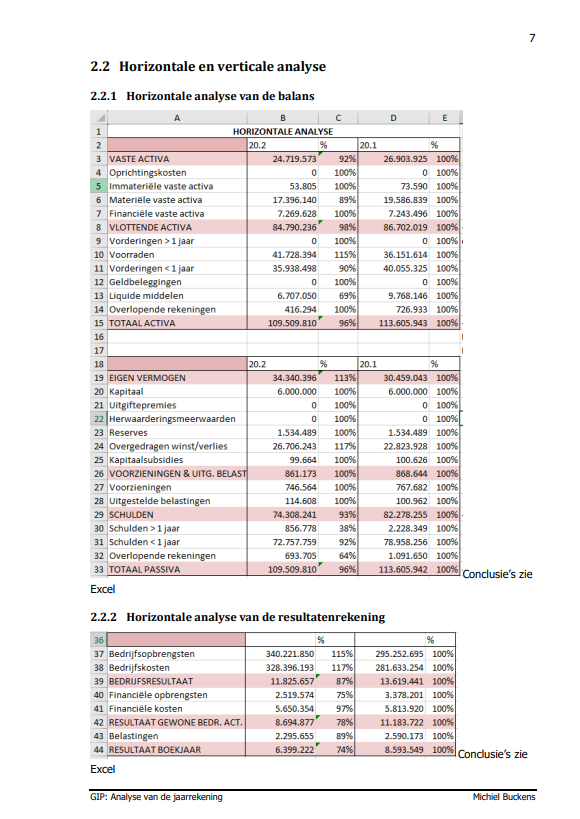 7
2.2 Horizontale en verticale analyse
2.2.1 Horizontale analyse van de balans
A B C D E
1 HORIZONTALE ANALYSE
2 20.2 % 20.1 %
3 VASTE ACTIVA 24.719.573 92% 26.903.925 100%
4 Oprichtingskosten 0 100% 0 100%
5 Immateriële vaste activa 53.805 100% 73.590 100%
6 Materiële vaste activa 17.396.140 89% 19.586.839 100%
7 Financiële vaste activa 7.269.628 100% 7.243.496 100%
8 VLOTTENDE ACTIVA 84.790.236 98% 86.702.019 100%
9 Vorderingen > 1 jaar 0 100% 0 100%
10 Voorraden 41.728.394 115% 36.151.614 100%
11 Vorderingen < 1 jaar 35.938.498 90% 40.055.325 100%
12 Geldbeleggingen 0 100% 0 100%
13 Liquide middelen 6.707.050 69% 9.768.146 100%
14 Overlopende rekeningen 416.294 100% 726.933 100%
15 TOTAAL ACTIVA 109.509.810 96% 113.605.943 100%
16
17
18 20.2 % 20.1 %
19 EIGEN VERMOGEN 34.340.396 113% 30.459.043 100%
20 Kapitaal 6.000.000 100% 6.000.000 100%
21 Uitgiftepremies 0 100% 0 100%
22 Herwaarderingsmeerwaarden 0 100% 0 100%
23 Reserves 1.534.489 100% 1.534.489 100%
24 Overgedragen winst/verlies 26.706.243 117% 22.823.928 100%
25 Kapitaalsubsidies 99.664 100% 100.626 100%
26 VOORZIENINGEN & UITG. BELAST 861.173 100% 868.644 100%
27 Voorzieningen 746.564 100% 767.682 100%
28 Uitgestelde belastingen 114.608 100% 100.962 100%
29 SCHULDEN 74.308.241 93% 82.278.255 100%
30 Schulden > 1 jaar 856.778 38% 2.228.349 100%
31 Schulden < 1 jaar 72.757.759 92% 78.958.256 100%
32 Overlopende rekeningen 693.705 64% 1.091.650 100%
33 TOTAAL PASSIVA 109.509.810 96% 113.605.942 100% Conclusie's zie
Excel
2.2.2 Horizontale analyse van de resultatenrekening
36 % %
37 Bedrijfsopbrengsten 340.221.850 115% 295.252.695 100%
38 Bedrijfskosten 328.396.193 117% 281.633.254 100%
39 BEDRIJFSRESULTAAT 11.825.657 87% 13.619.441 100%
40 Financiële opbrengsten 2.519.574 75% 3.378.201 100%
41 Financiële kosten 5.650.354 97% 5.813.920 100%
42 RESULTAAT GEWONE BEDR. ACT. 8.694.877 78% 11.183.722 100%
43 Belastingen 2.295.655 89% 2.590.173 100%
44 RESULTAAT BOEKJAAR 6.399.222 74% 8.593.549 100% Conclusie's zie
Excel
GIP: Analyse van de jaarrekening Michiel Buckens